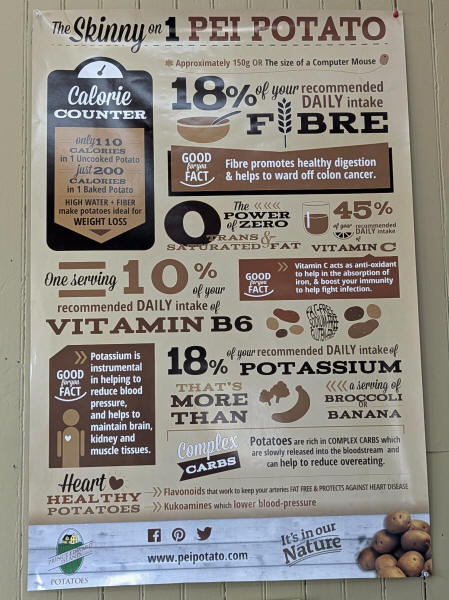 The Skinny on 1 PEI POTATO
Approximately 150g OR The size of a Computer Mouse
Calorie
COUNTER
only 110
CALORIES
in 1 Uncooked Potato
just 200
CALORIES
in 1 Baked Potato
HIGH WATER + FIBER
make potatoes ideal for
WEIGHT LOSS
18% of your recommended
DAILY intake
FIBRE
GOOD
for you
FACT
Fibre promotes healthy digestion
& helps to ward off colon cancer.
0 The
POWER
OF ZERO
TRANS &
SATURATED FAT
45%
of your recommended
DAILY intake
of
VITAMIN C
One serving 10% of your
recommended DAILY intake of
VITAMIN B6
GOOD
for you
FACT
Vitamin C acts as anti-oxidant
to help in the absorption of
iron, & boost your immunity
to help fight infection.
GOOD
for you
FACT
Potassium is
instrumental
in helping to
reduce blood
pressure,
and helps to
maintain brain,
kidney and
muscle tissues.
18% of your recommended DAILY intake of
POTASSIUM
THAT'S
MORE
THAN
a serving of
BROCCOLI
OR
BANANA
Complex
CARBS
Potatoes are rich in COMPLEX CARBS which
are slowly released into the bloodstream and
can help to reduce overeating.
Heart
HEALTHY
POTATOES
Flavonoids that work to keep your arteries FAT FREE & PROTECTS AGAINST HEART DISEASE
Kukoamines which lower blood-pressure
PRINCE EDWARD
ISLAND
POTATOES
www.peipotato.com
It's in our
Nature